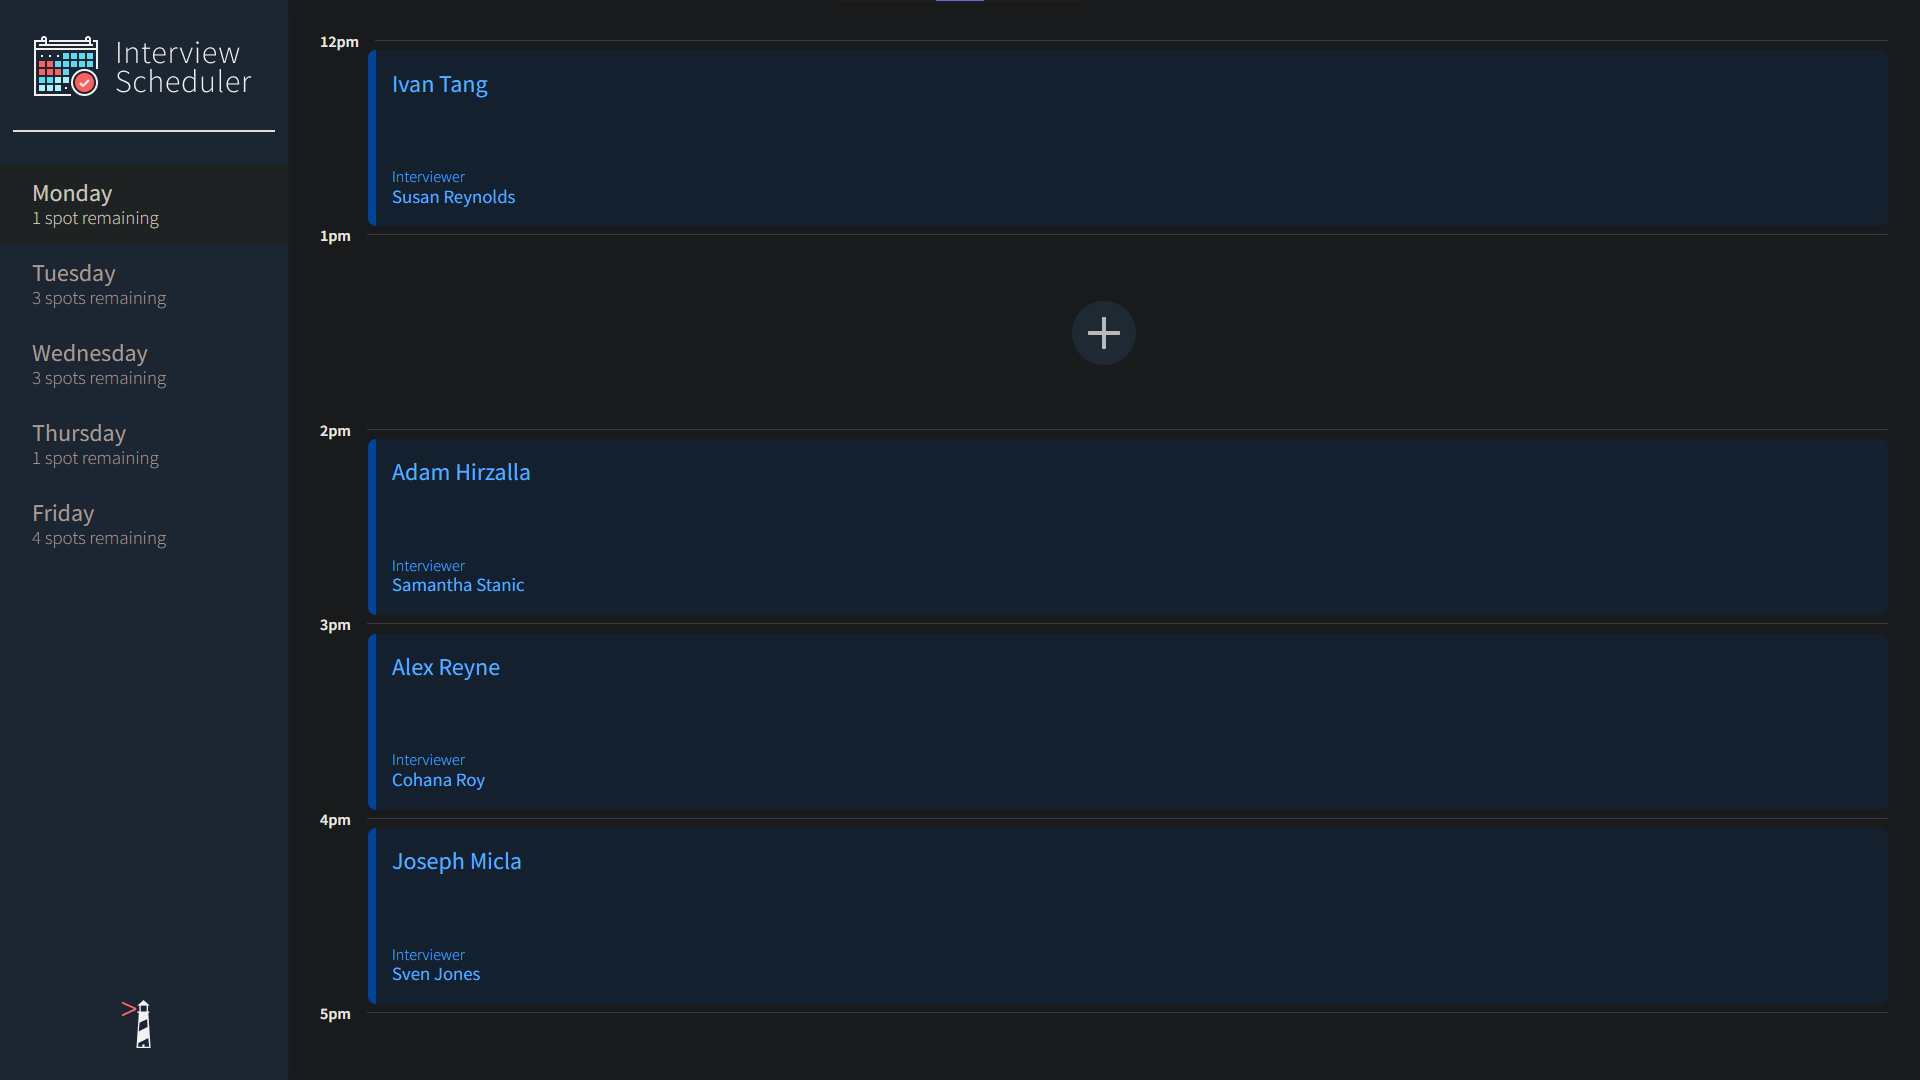 Interview
Scheduler
Monday
1 spot remaining
Tuesday
3 spots remaining
Wednesday
3 spots remaining
Thursday
1 spot remaining
Friday
4 spots remaining
12pm
Ivan Tang
Interviewer
Susan Reynolds
1pm
2pm
Adam Hirzalla
Interviewer
Samantha Stanic
3pm
Alex Reyne
Interviewer
Cohana Roy
4pm
Joseph Micla
Interviewer
Sven Jones
5pm